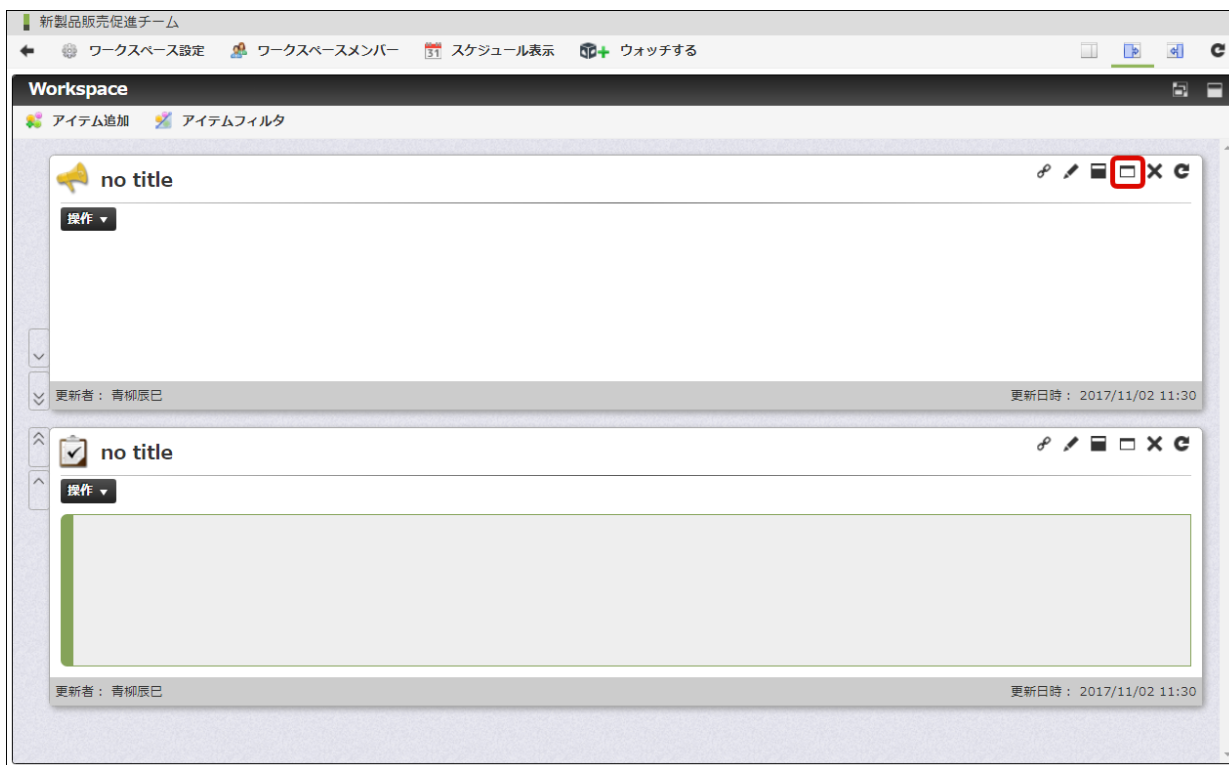 新製品販売促進チーム
ワークスペース設定 ワークスペースメンバー 31 スケジュール表示 ウォッチする
Workspace
アイテム追加 アイテムフィルタ
no title
操作 ▼
更新者： 青柳辰巳 更新日時： 2017/11/02 11:30
no title
操作 ▼
更新者： 青柳辰巳 更新日時： 2017/11/02 11:30